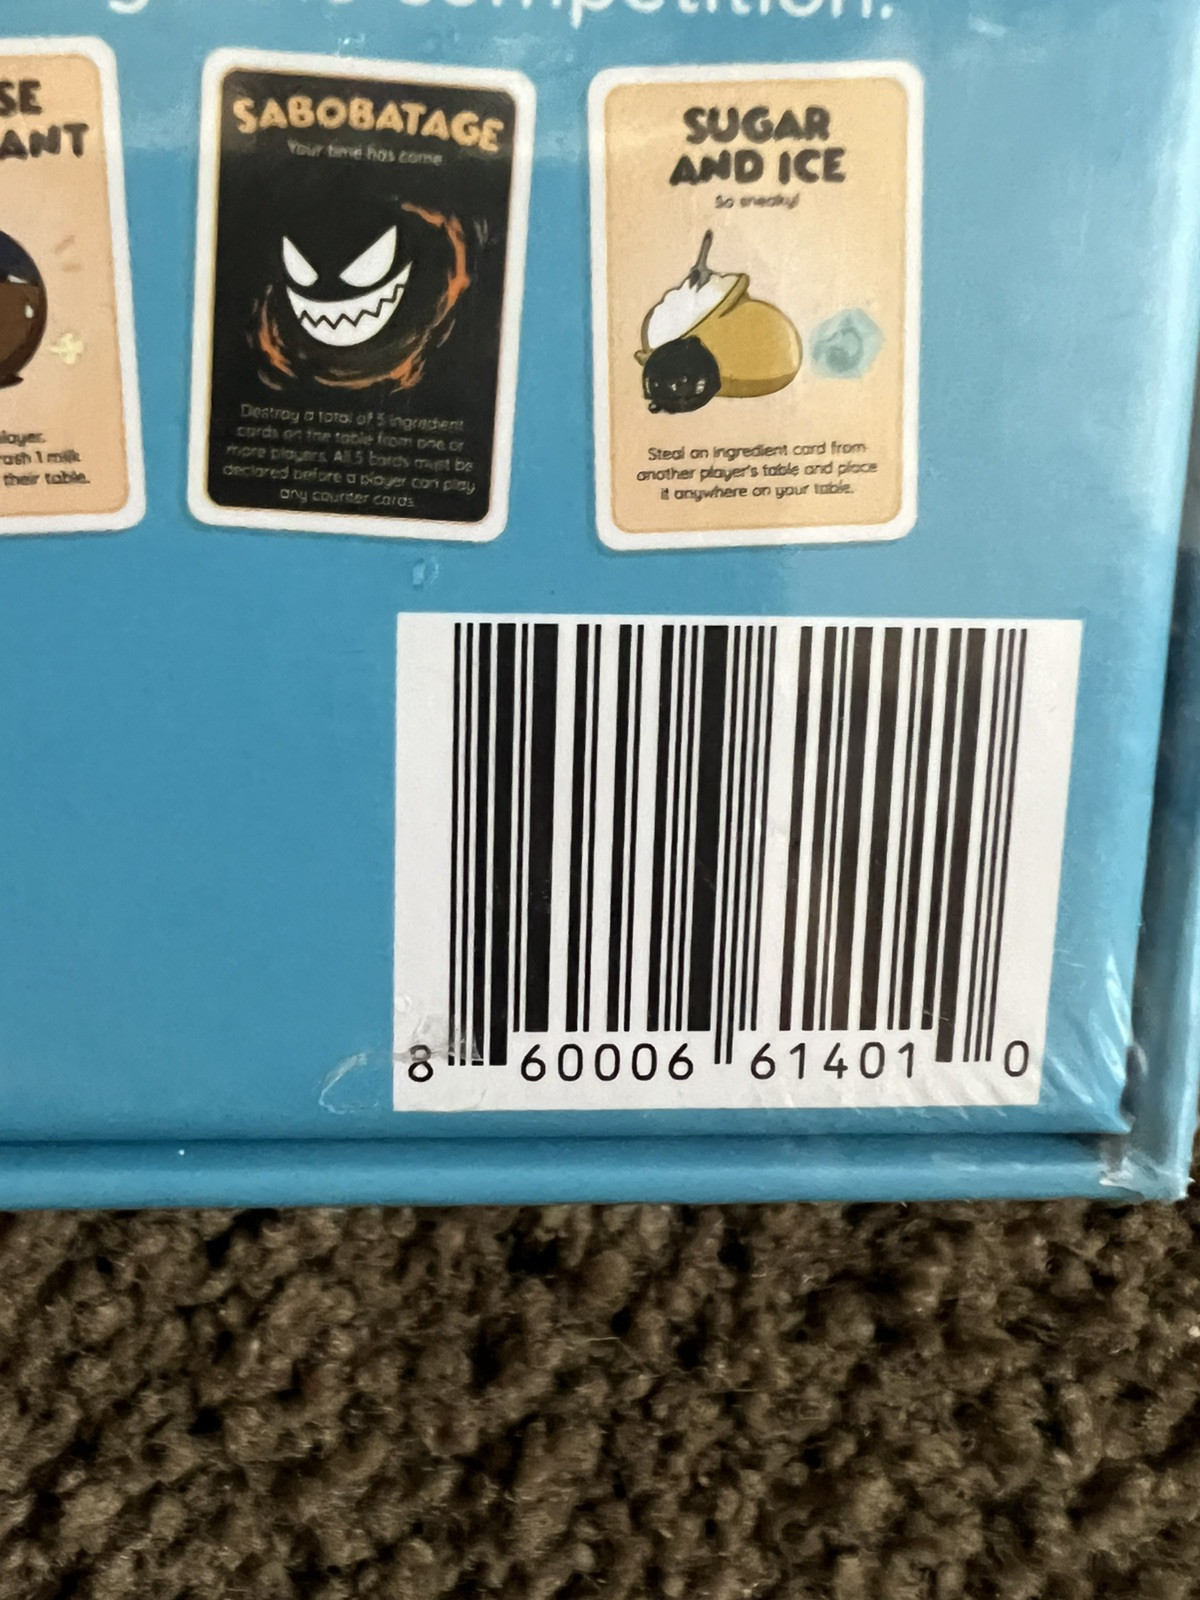 competition.
SE
ANT
layer.
rash 1 milk
their table.
SABOBATAGE
Your time has come
Destroy a total of 5 ingredient
cards on the table from one or
more players. All 5 cards must be
declared before a player can play
any counter cards.
SUGAR
AND ICE
So sneaky!
Steal an ingredient card from
another player's table and place
it anywhere on your table.
8 60006 61401 0